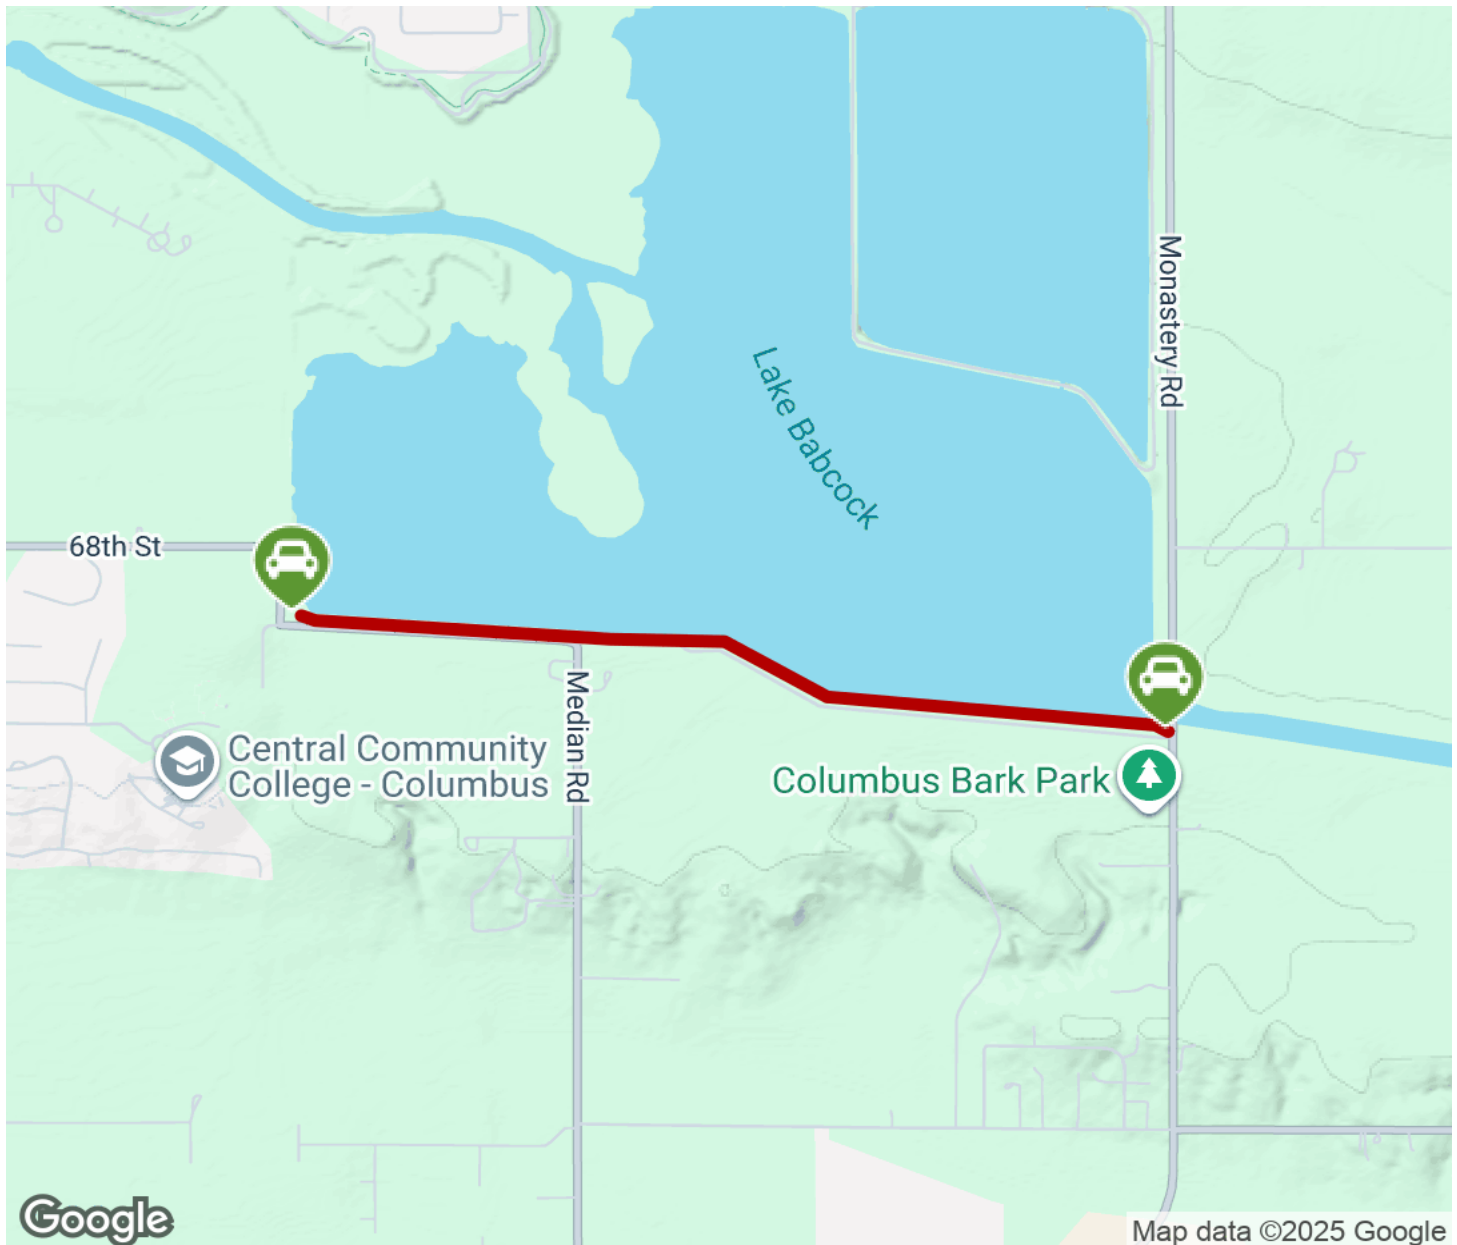 Monastery Rd
Lake Babcock
68th St
Median Rd
Central Community
College - Columbus
Columbus Bark Park
Google
Map data ©2025 Google